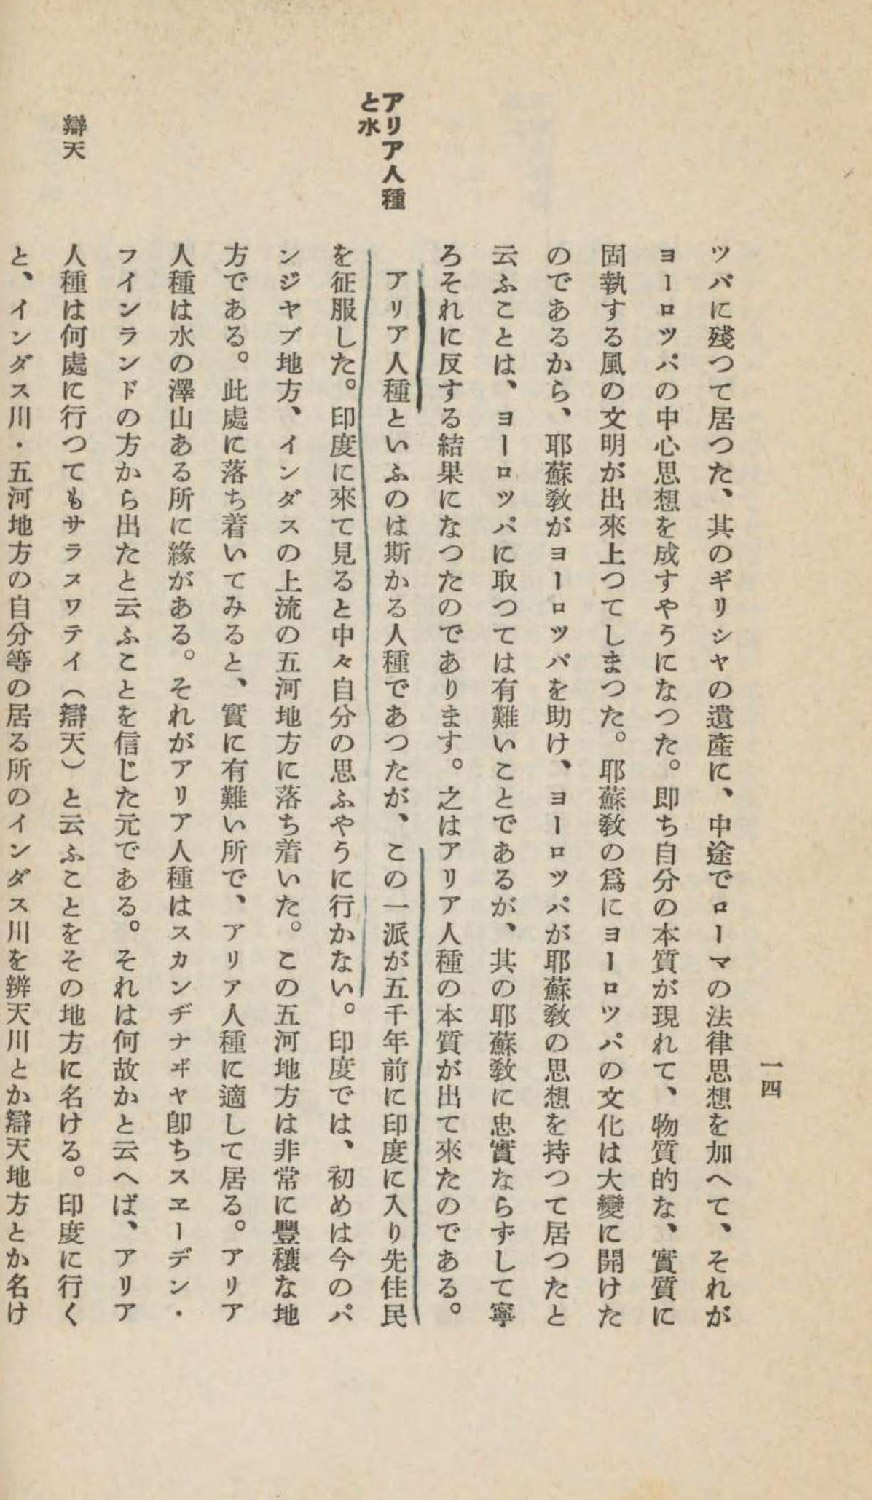 一四
ツパに殘つて居つた、其のギリシヤの遺產に、中途でローマの法律思想を加へて、それが
ヨーロツパの中心思想を成すやうになつた。卽ち自分の本質が現れて、物質的な、實質に
固執する風の文明が出來上つてしまつた。耶蘇敎の爲にヨーロツパの文化は大變に開けた
のであるから、耶蘇敎がヨーロツパを助け、ヨーロツパが耶蘇敎の思想を持つて居つたと
云ふことは、ヨーロツパに取つては有難いことであるが、其の耶蘇敎に忠實ならずして寧
ろそれに反する結果になつたのであります。之はアリア人種の本質が出て來たのである。
アリア人種
と水
アリア人種といふのは斯かる人種であつたが、この一派が五千年前に印度に入り先住民
を征服した。印度に來て見ると中々自分の思ふやうに行かない。印度では、初めは今のパ
ンジヤブ地方、インダスの上流の五河地方に落ち着いた。この五河地方は非常に豐穰な地
方である。此處に落ち着いてみると、實に有難い所で、アリア人種に適して居る。アリア
人種は水の澤山ある所に緣がある。それがアリア人種はスカンヂナヰヤ卽ちスエーデン・
フインランドの方から出たと云ふことを信じた元である。それは何故かと云へば、アリア
辯天
人種は何處に行つてもサラスワテイ（辯天）と云ふことをその地方に名ける。印度に行く
と、インダス川・五河地方の自分等の居る所のインダス川を辨天川とか辯天地方とか名け